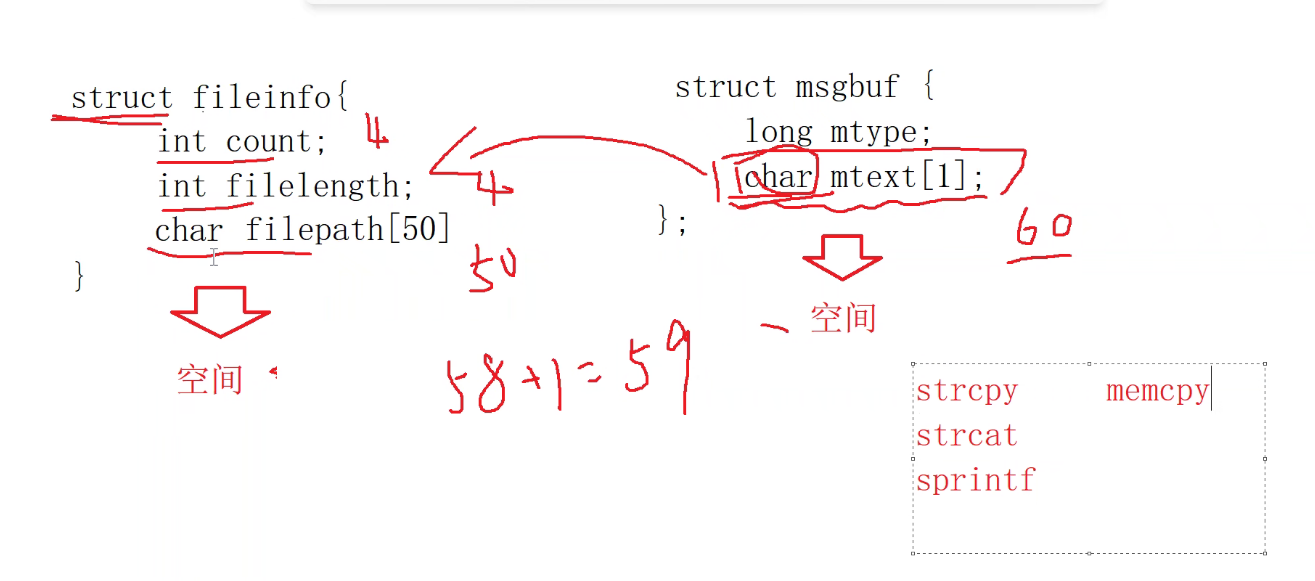 struct fileinfo{
int count;
4
int filelength;
4
char filepath[50]
50
}
空间
58+1=59
struct msgbuf {
long mtype;
char mtext[1];
};
60
空间
strcpy memcpy
strcat
sprintf